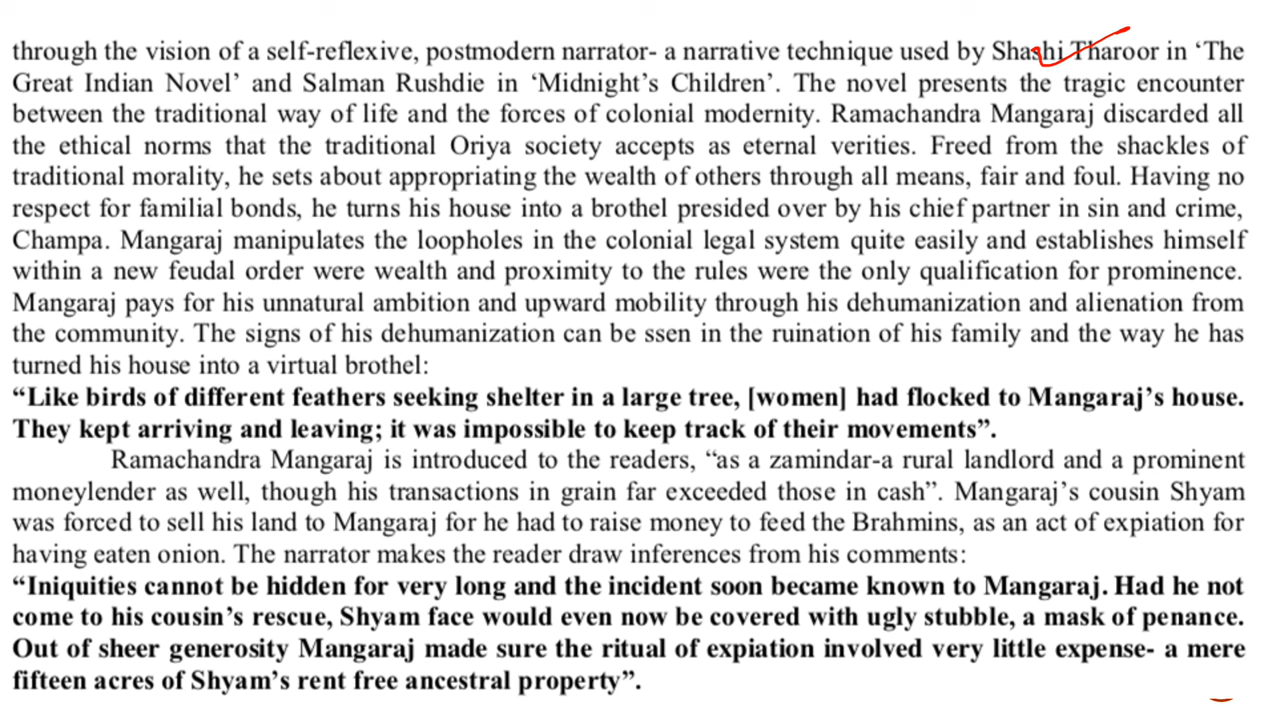 through the vision of a self-reflexive, postmodern narrator- a narrative technique used by Shashi Tharoor in ‘The
Great Indian Novel’ and Salman Rushdie in ‘Midnight’s Children’. The novel presents the tragic encounter
between the traditional way of life and the forces of colonial modernity. Ramachandra Mangaraj discarded all
the ethical norms that the traditional Oriya society accepts as eternal verities. Freed from the shackles of
traditional morality, he sets about appropriating the wealth of others through all means, fair and foul. Having no
respect for familial bonds, he turns his house into a brothel presided over by his chief partner in sin and crime,
Champa. Mangaraj manipulates the loopholes in the colonial legal system quite easily and establishes himself
within a new feudal order were wealth and proximity to the rules were the only qualification for prominence.
Mangaraj pays for his unnatural ambition and upward mobility through his dehumanization and alienation from
the community. The signs of his dehumanization can be ssen in the ruination of his family and the way he has
turned his house into a virtual brothel:
“Like birds of different feathers seeking shelter in a large tree, [women] had flocked to Mangaraj’s house.
They kept arriving and leaving; it was impossible to keep track of their movements”.
Ramachandra Mangaraj is introduced to the readers, “as a zamindar-a rural landlord and a prominent
moneylender as well, though his transactions in grain far exceeded those in cash”. Mangaraj’s cousin Shyam
was forced to sell his land to Mangaraj for he had to raise money to feed the Brahmins, as an act of expiation for
having eaten onion. The narrator makes the reader draw inferences from his comments:
“Iniquities cannot be hidden for very long and the incident soon became known to Mangaraj. Had he not
come to his cousin’s rescue, Shyam face would even now be covered with ugly stubble, a mask of penance.
Out of sheer generosity Mangaraj made sure the ritual of expiation involved very little expense- a mere
fifteen acres of Shyam’s rent free ancestral property”.